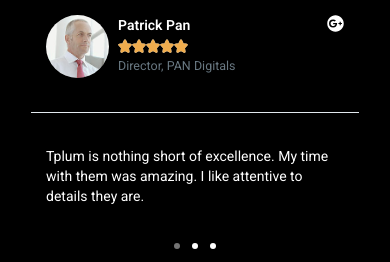 Patrick Pan
G+
Director, PAN Digitals
Tplum is nothing short of excellence. My time
with them was amazing. I like attentive to
details they are.